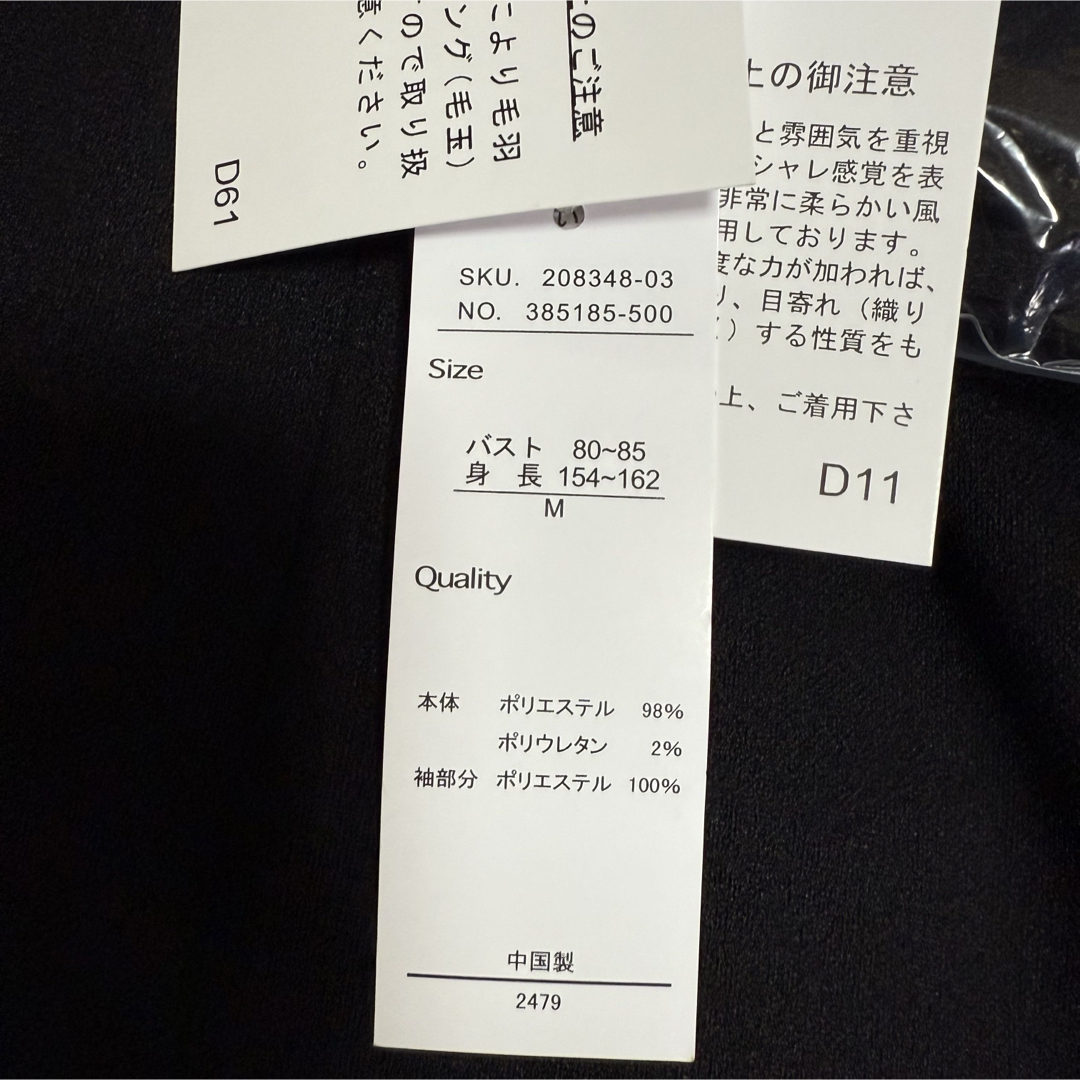 のご注意
より毛羽
ング（毛玉）
ので取り扱
意ください。
D61
上の御注意
と雰囲気を重視
シャレ感覚を表
非常に柔らかい風
用しております。
度な力が加われば、
り、目寄れ（織り
）する性質をも
上、ご着用下さ
D11
SKU. 208348-03
NO. 385185-500
Size
バスト 80~85
身 長 154~162
M
Quality
本体 ポリエステル 98%
ポリウレタン 2%
袖部分 ポリエステル 100%
中国製
2479